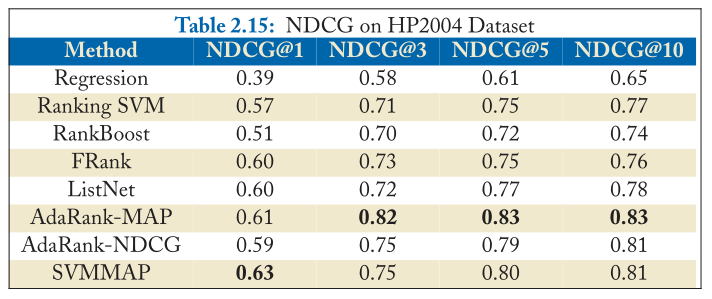 Table 2.15: NDCG on HP2004 Dataset
Method NDCG@1 NDCG@3 NDCG@5 NDCG@10
Regression 0.39 0.58 0.61 0.65
Ranking SVM 0.57 0.71 0.75 0.77
RankBoost 0.51 0.70 0.72 0.74
FRank 0.60 0.73 0.75 0.76
ListNet 0.60 0.72 0.77 0.78
AdaRank-MAP 0.61 0.82 0.83 0.83
AdaRank-NDCG 0.59 0.75 0.79 0.81
SVMMAP 0.63 0.75 0.80 0.81